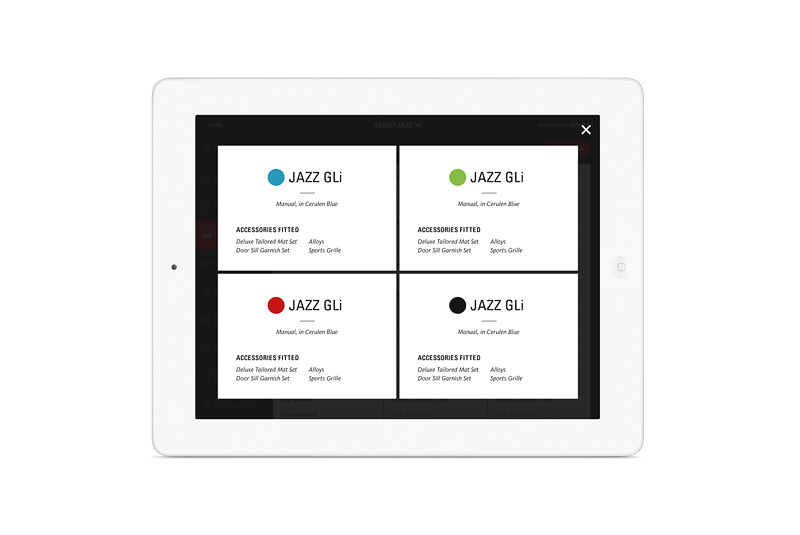 ABOUT JAZZ
JAZZ GLi
Manual, in Cerulen Blue
ACCESSORIES FITTED
Deluxe Tailored Mat Set Alloys
Door Sill Garnish Set Sports Grille
JAZZ GLi
Manual, in Cerulen Blue
ACCESSORIES FITTED
Deluxe Tailored Mat Set Alloys
Door Sill Garnish Set Sports Grille
JAZZ GLi
Manual, in Cerulen Blue
ACCESSORIES FITTED
Deluxe Tailored Mat Set Alloys
Door Sill Garnish Set Sports Grille
JAZZ GLi
Manual, in Cerulen Blue
ACCESSORIES FITTED
Deluxe Tailored Mat Set Alloys
Door Sill Garnish Set Sports Grille